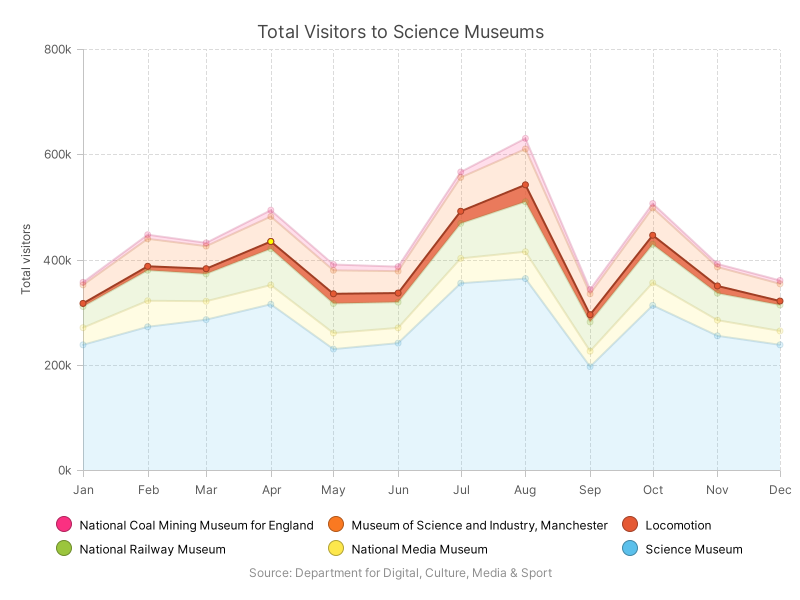 Total Visitors to Science Museums
800k
600k
400k
200k
0k
Total visitors
Jan Feb Mar Apr May Jun Jul Aug Sep Oct Nov Dec
National Coal Mining Museum for England Museum of Science and Industry, Manchester Locomotion
National Railway Museum National Media Museum Science Museum
Source: Department for Digital, Culture, Media & Sport